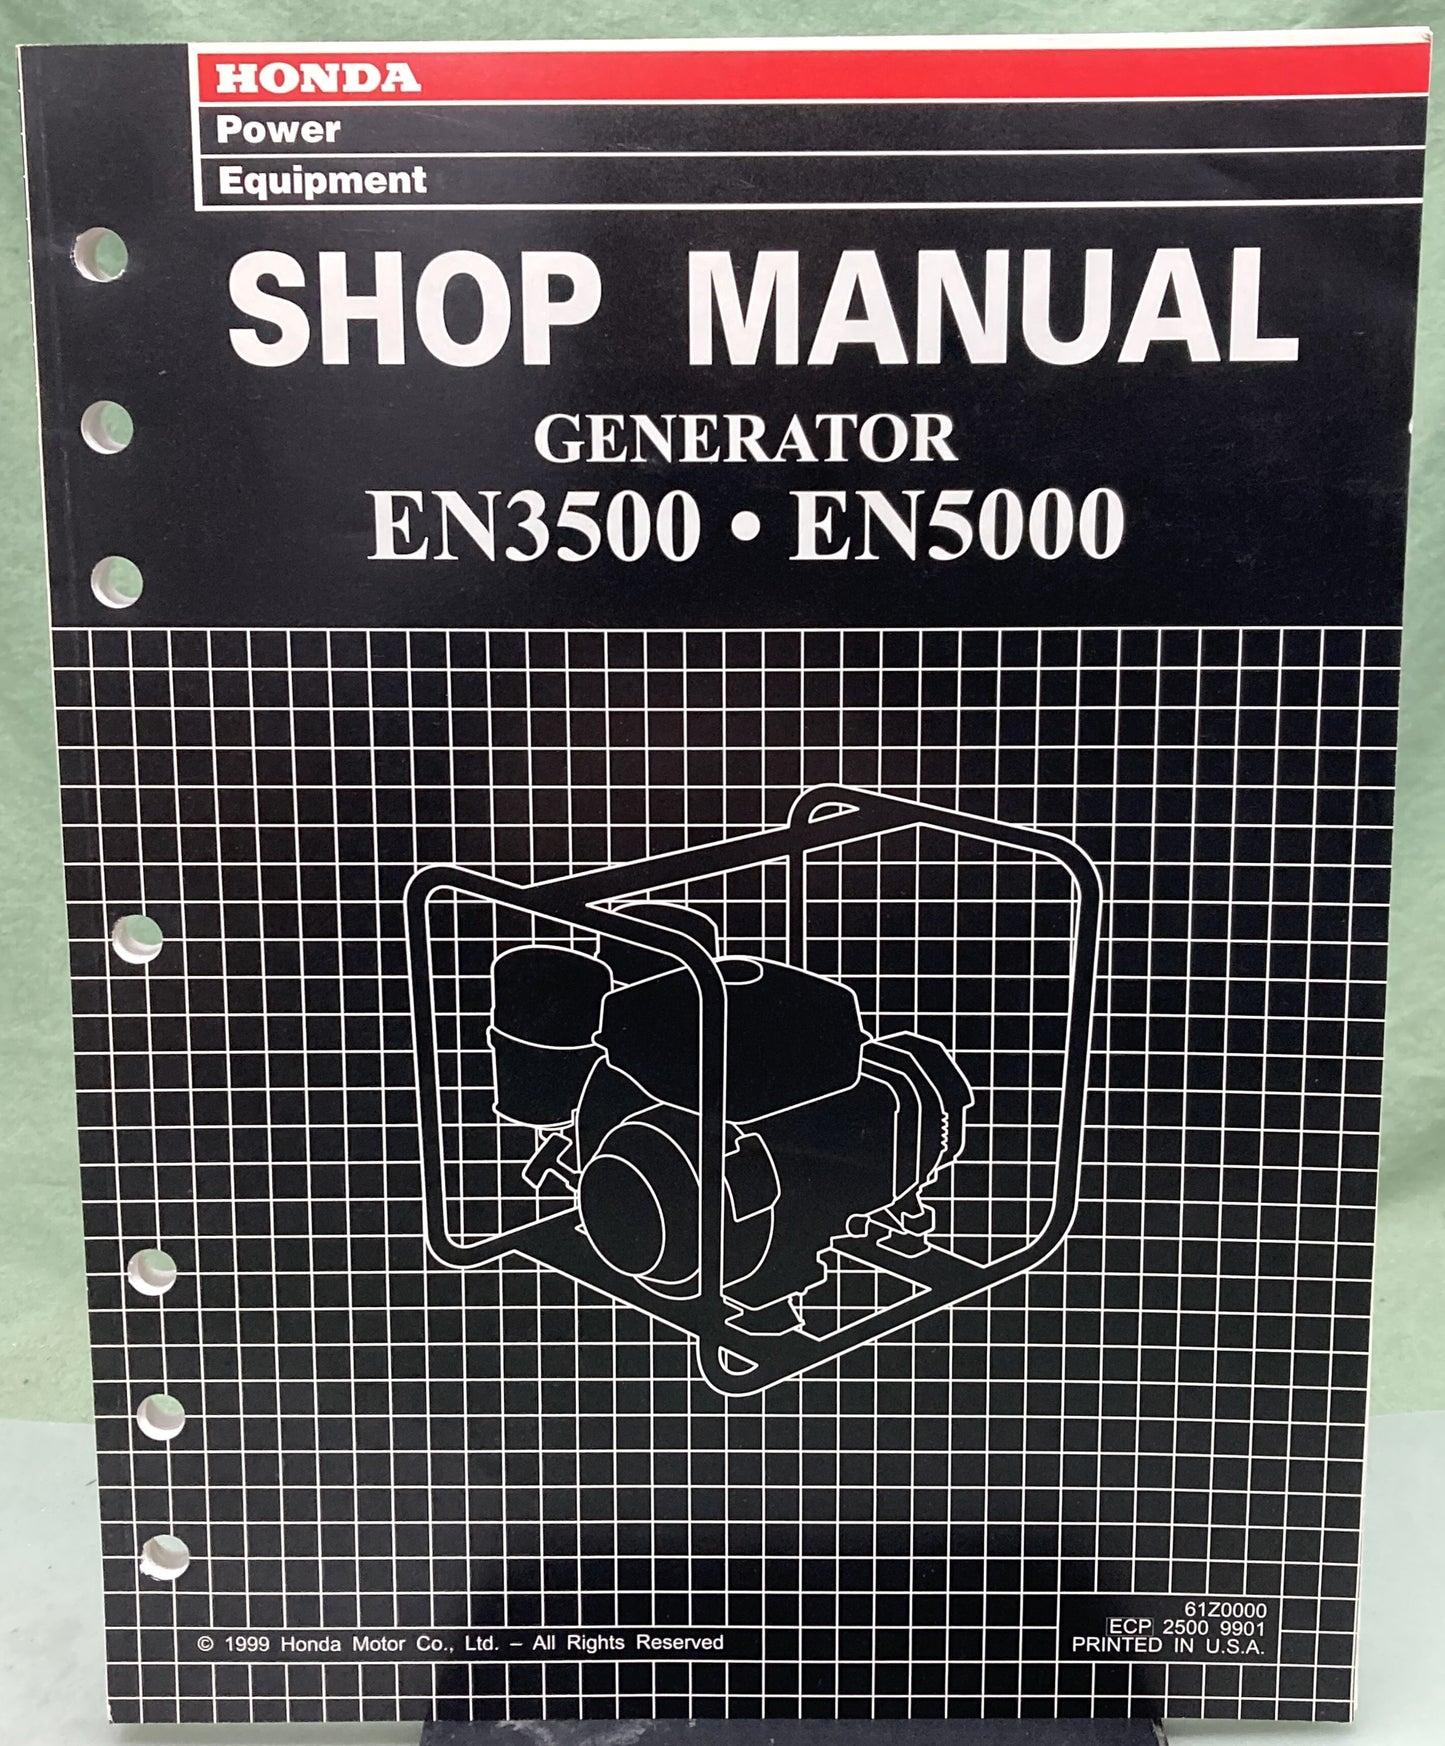 HONDA
Power
Equipment
SHOP MANUAL
GENERATOR
EN3500 • EN5000
61Z0000
ECP 2500 9901
PRINTED IN U.S.A.
© 1999 Honda Motor Co., Ltd. – All Rights Reserved